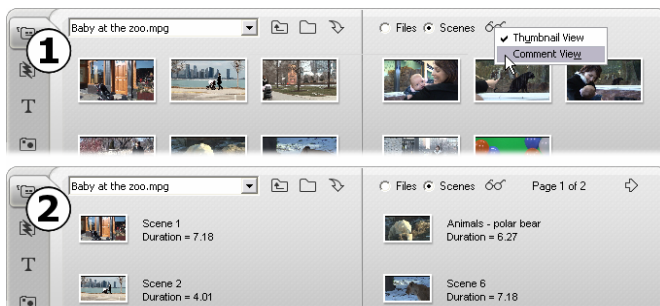 1
Baby at the zoo.mpg
Files Scenes
Thumbnail View
Comment View
T
2
Baby at the zoo.mpg
Files Scenes Page 1 of 2
Scene 1
Duration = 7.18
Animals - polar bear
Duration = 6.27
T
Scene 2
Duration = 4.01
Scene 6
Duration = 7.18